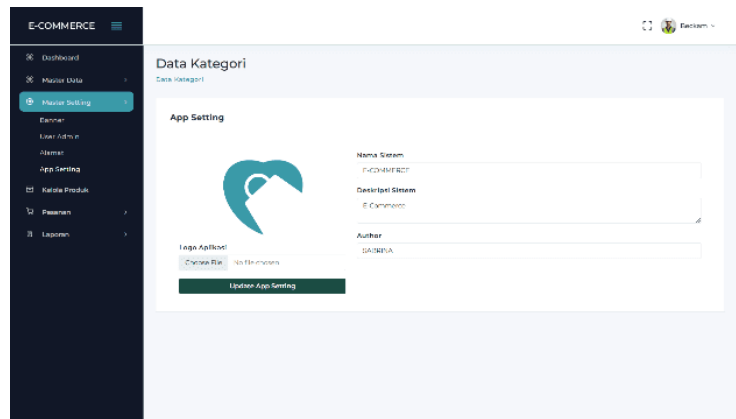 E-COMMERCE
Beckam
Dashboard
Master Data
Master Setting
Banner
User Admin
Alamat
App Setting
Kelola Produk
Pesanan
Laporan
Data Kategori
Data Kategori
App Setting
Logo Aplikasi
Choose File No file chosen
Update App Setting
Nama Sistem
E-COMMERCE
Deskripsi Sistem
E-Commerce
Author
SABRINA